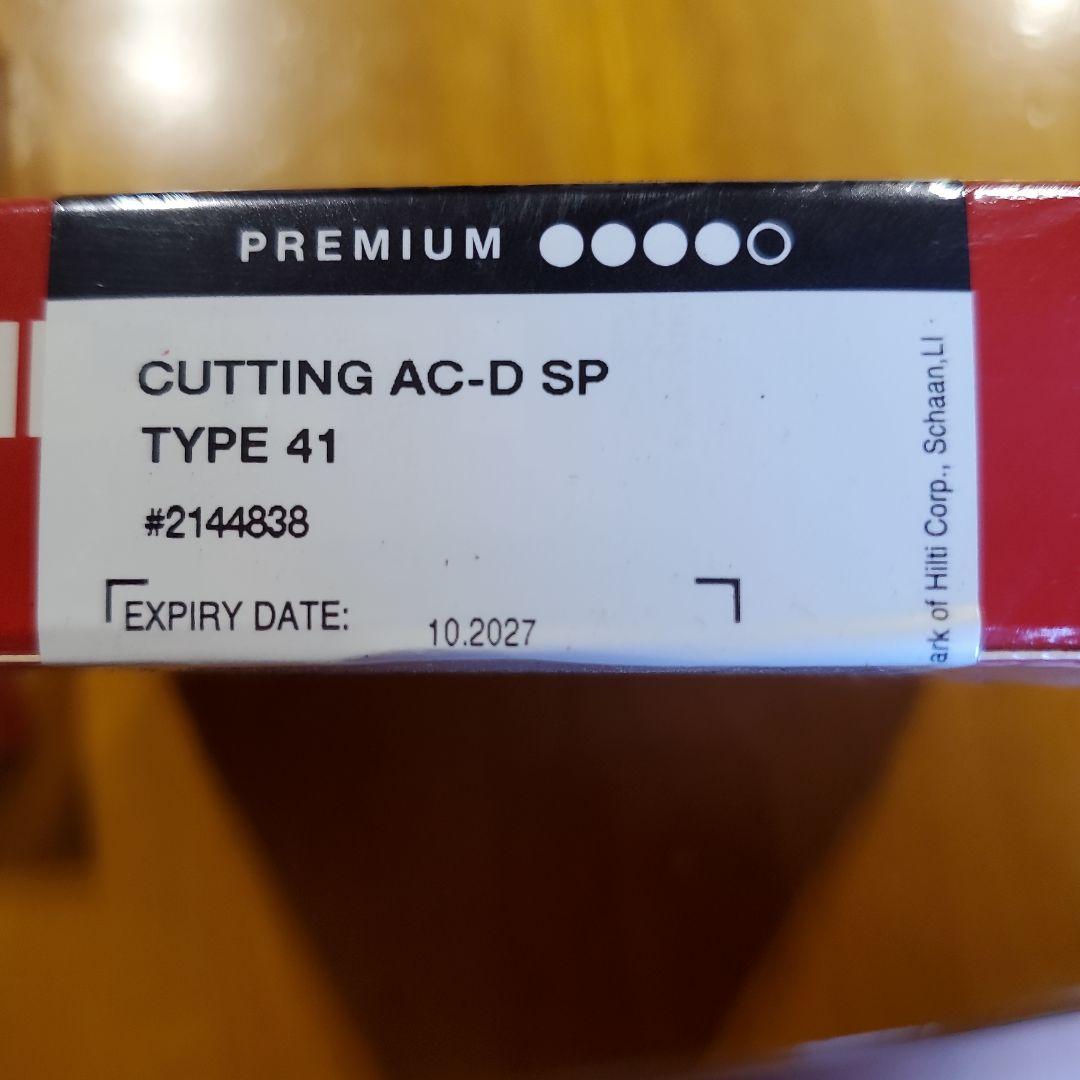 PREMIUM
CUTTING AC-D SP
TYPE 41
#2144838
EXPIRY DATE: 10.2027
ark of Hilti Corp., Schaan,LI